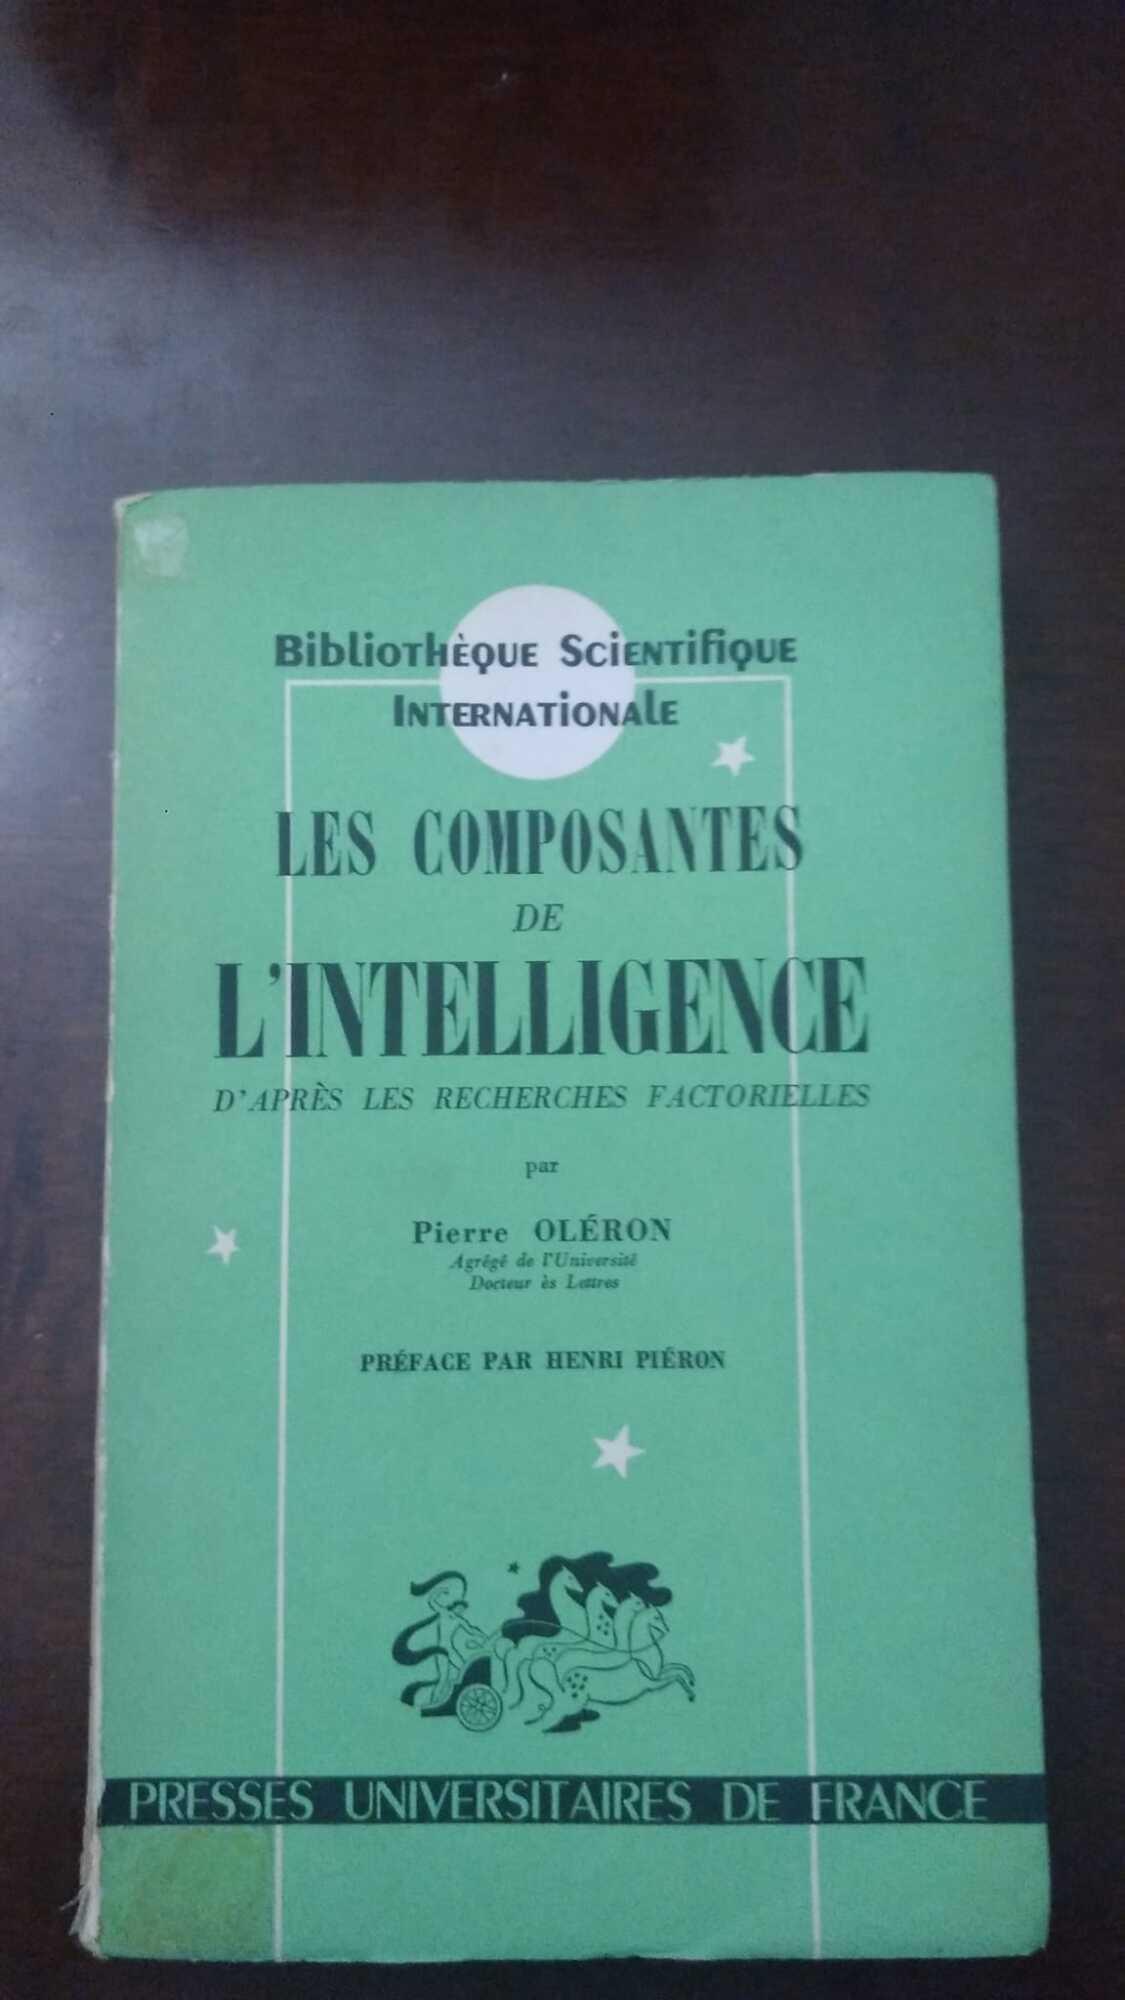 Bibliothèque Scientifique
Internationale
LES COMPOSANTES
DE
L'INTELLIGENCE
D'APRÈS LES RECHERCHES FACTORIELLES
par
Pierre OLÉRON
Agrégé de l'Université
Docteur ès Lettres
PRÉFACE PAR HENRI PIÉRON
PRESSES UNIVERSITAIRES DE FRANCE